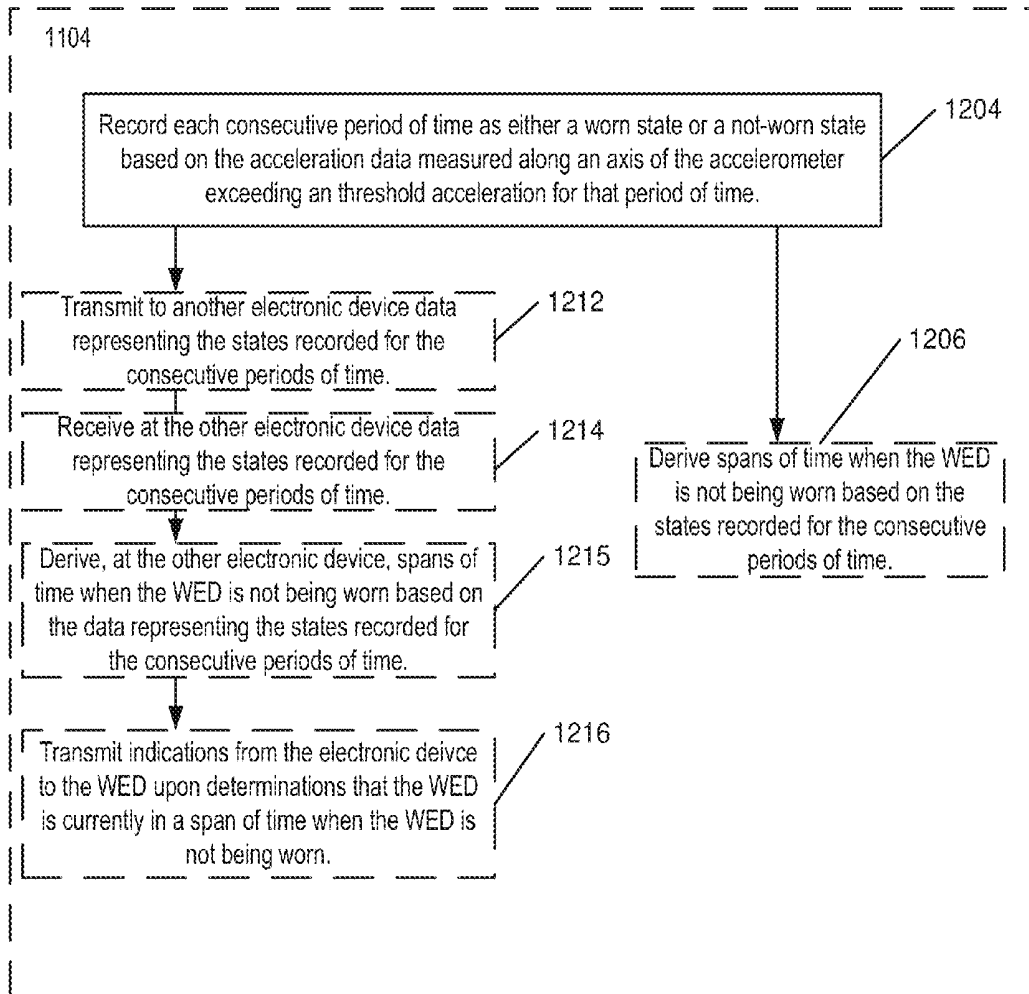 1104
Record each consecutive period of time as either a worn state or a not-worn state
based on the acceleration data measured along an axis of the accelerometer
exceeding an threshold acceleration for that period of time.
1204
Transmit to another electronic device data
representing the states recorded for the
consecutive periods of time.
1212
Receive at the other electronic device data
representing the states recorded for the
consecutive periods of time.
1214
Derive, at the other electronic device, spans of
time when the WED is not being worn based on
the data representing the states recorded for
the consecutive periods of time.
1215
Transmit indications from the electronic deivce
to the WED upon determinations that the WED
is currently in a span of time when the WED is
not being worn.
1216
1206
Derive spans of time when the WED
is not being worn based on the
states recorded for the consecutive
periods of time.